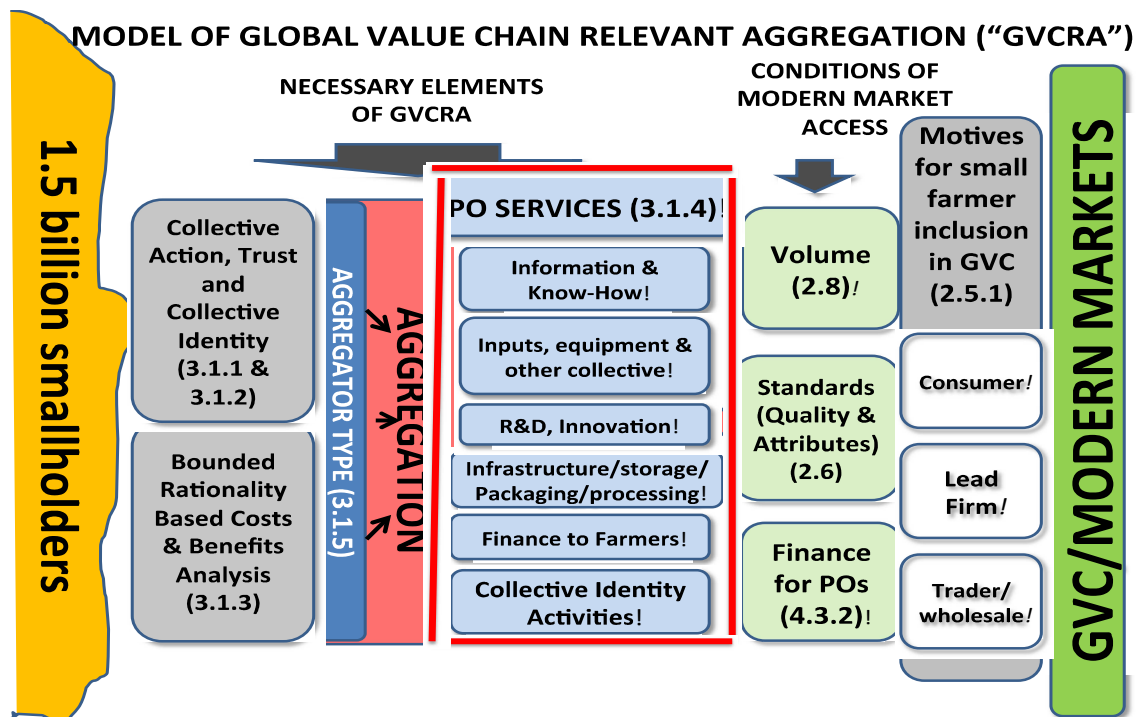 MODEL OF GLOBAL VALUE CHAIN RELEVANT AGGREGATION (“GVCRA”)
NECESSARY ELEMENTS
OF GVCRA
CONDITIONS OF
MODERN MARKET
ACCESS
1.5 billion smallholders
Collective
Action, Trust
and
Collective
Identity
(3.1.1 &
3.1.2)
Bounded
Rationality
Based Costs
& Benefits
Analysis
(3.1.3)
AGGREGATOR TYPE (3.1.5)
AGGREGATION
PO SERVICES (3.1.4)!
Information &
Know-How!
Inputs, equipment &
other collective!
R&D, Innovation!
Infrastructure/storage/
Packaging/processing!
Finance to Farmers!
Collective Identity
Activities!
Volume
(2.8)!
Standards
(Quality &
Attributes)
(2.6)
Finance
for POs
(4.3.2)!
Motives
for small
farmer
inclusion
in GVC
(2.5.1)
Consumer!
Lead
Firm!
Trader/
wholesale!
GVC/MODERN MARKETS